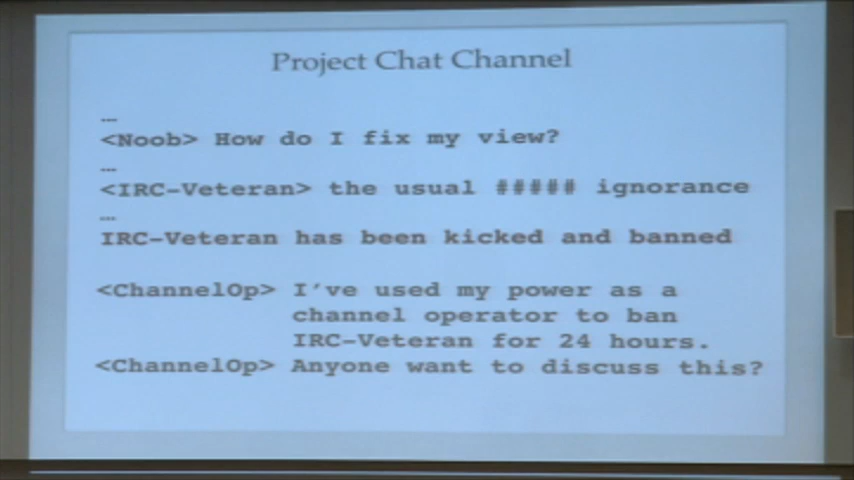 Project Chat Channel
…
<Noob> How do I fix my view?
…
<IRC-Veteran> the usual ##### ignorance
…
IRC-Veteran has been kicked and banned
<ChannelOp> I’ve used my power as a
channel operator to ban
IRC-Veteran for 24 hours.
<ChannelOp> Anyone want to discuss this?